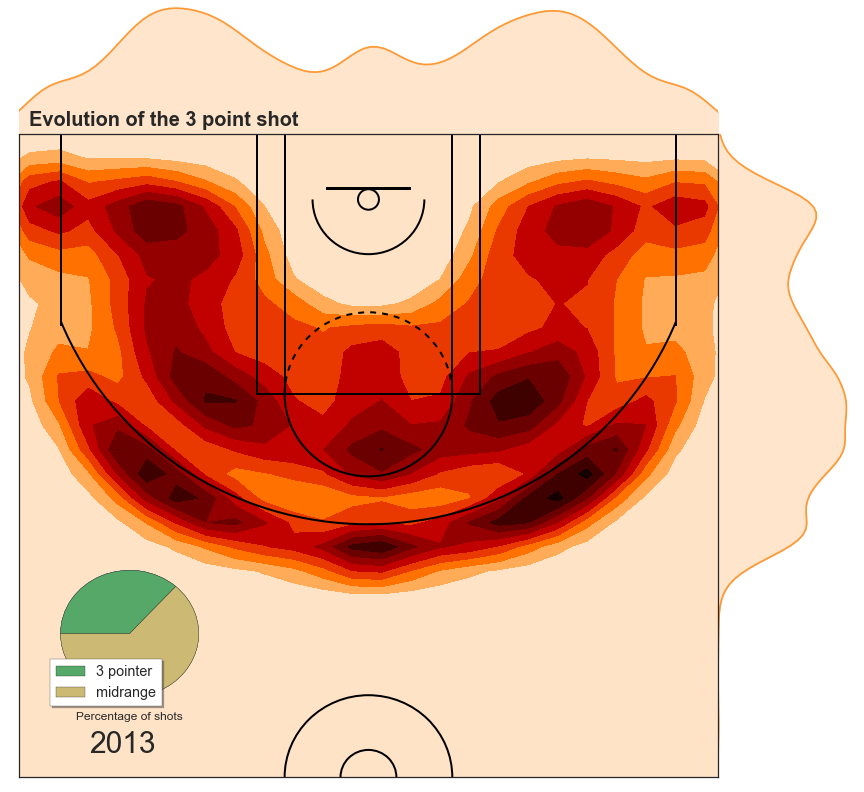 Evolution of the 3 point shot
3 pointer
midrange
Percentage of shots
2013